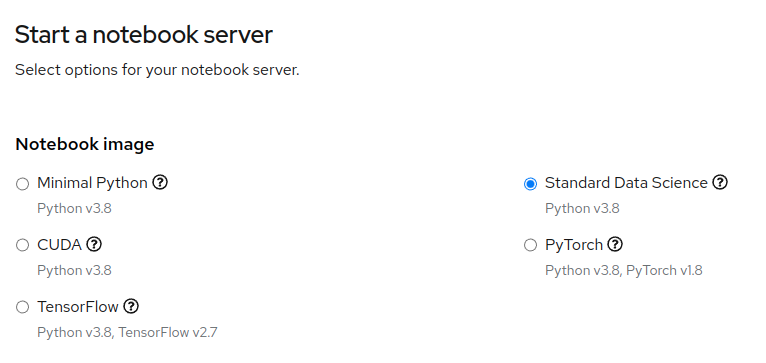 Start a notebook server
Select options for your notebook server.
Notebook image
Minimal Python
Python v3.8
Standard Data Science
Python v3.8
CUDA
Python v3.8
PyTorch
Python v3.8, PyTorch v1.8
TensorFlow
Python v3.8, TensorFlow v2.7